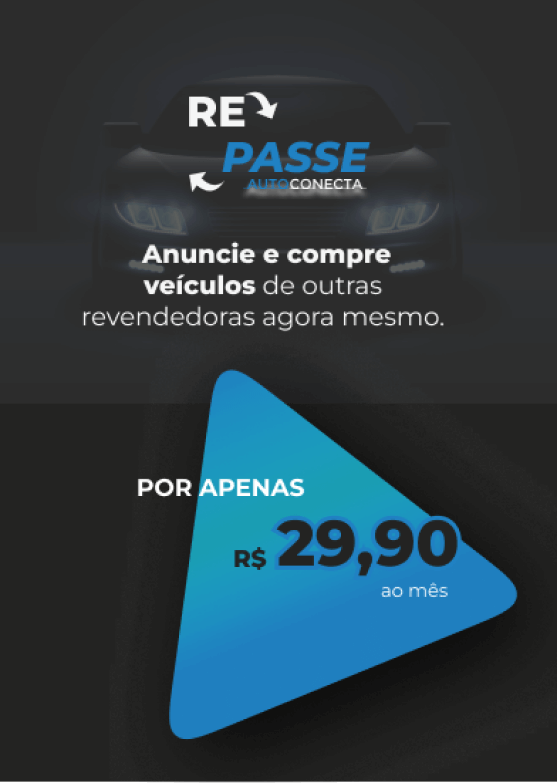 RE
PASSE
AUTOCONECTA
Anuncie e compre
veículos de outras
revendedoras agora mesmo.
POR APENAS
R$ 29,90
ao mês